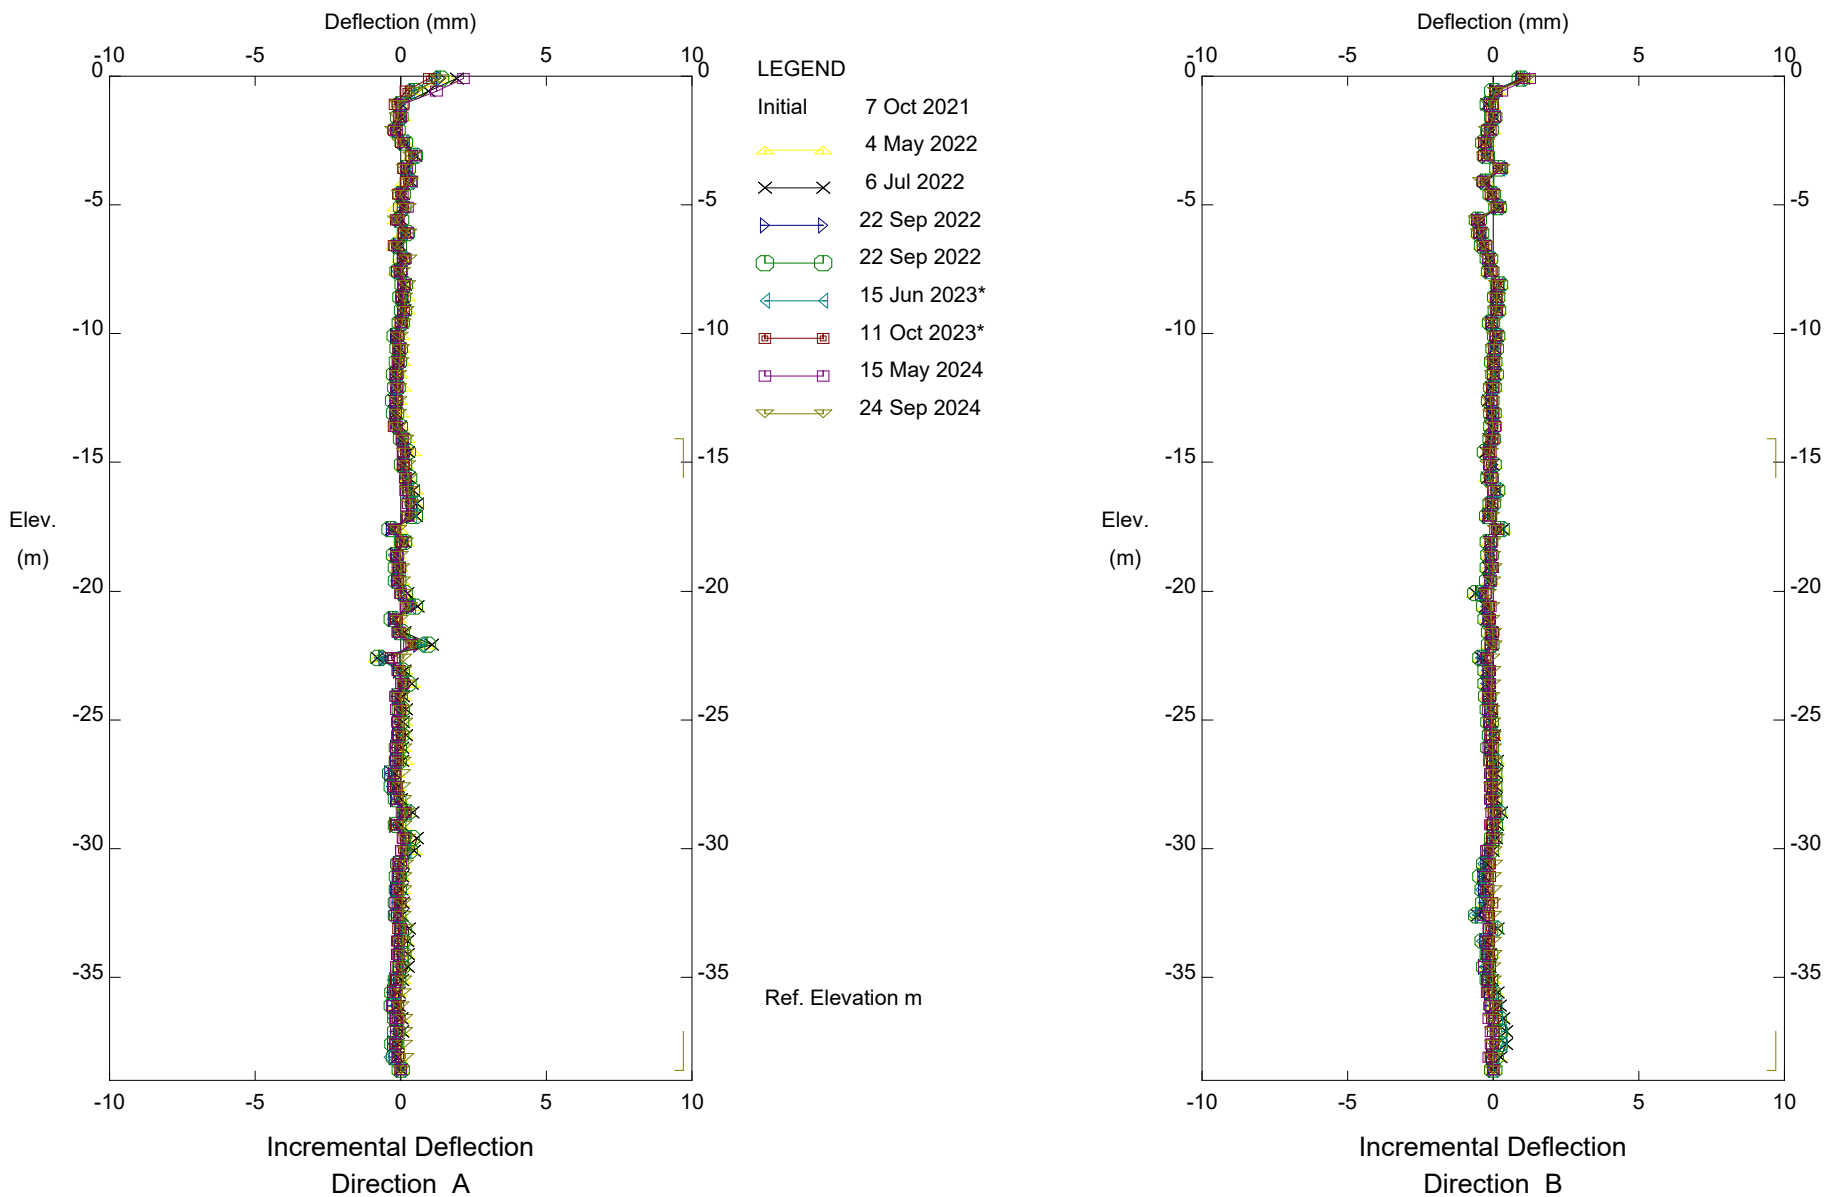 Deflection (mm)
-10 -5 0 5 10
0 0
-5 -5
-10 -10
-15 -15
-20 -20
-25 -25
-30 -30
-35 -35
Elev.
(m)
-10 -5 0 5 10
Incremental Deflection
Direction A
LEGEND
Initial 7 Oct 2021
4 May 2022
6 Jul 2022
22 Sep 2022
22 Sep 2022
15 Jun 2023*
11 Oct 2023*
15 May 2024
24 Sep 2024
Ref. Elevation m
Deflection (mm)
-10 -5 0 5 10
0 0
-5 -5
-10 -10
-15 -15
-20 -20
-25 -25
-30 -30
-35 -35
Elev.
(m)
-10 -5 0 5 10
Incremental Deflection
Direction B